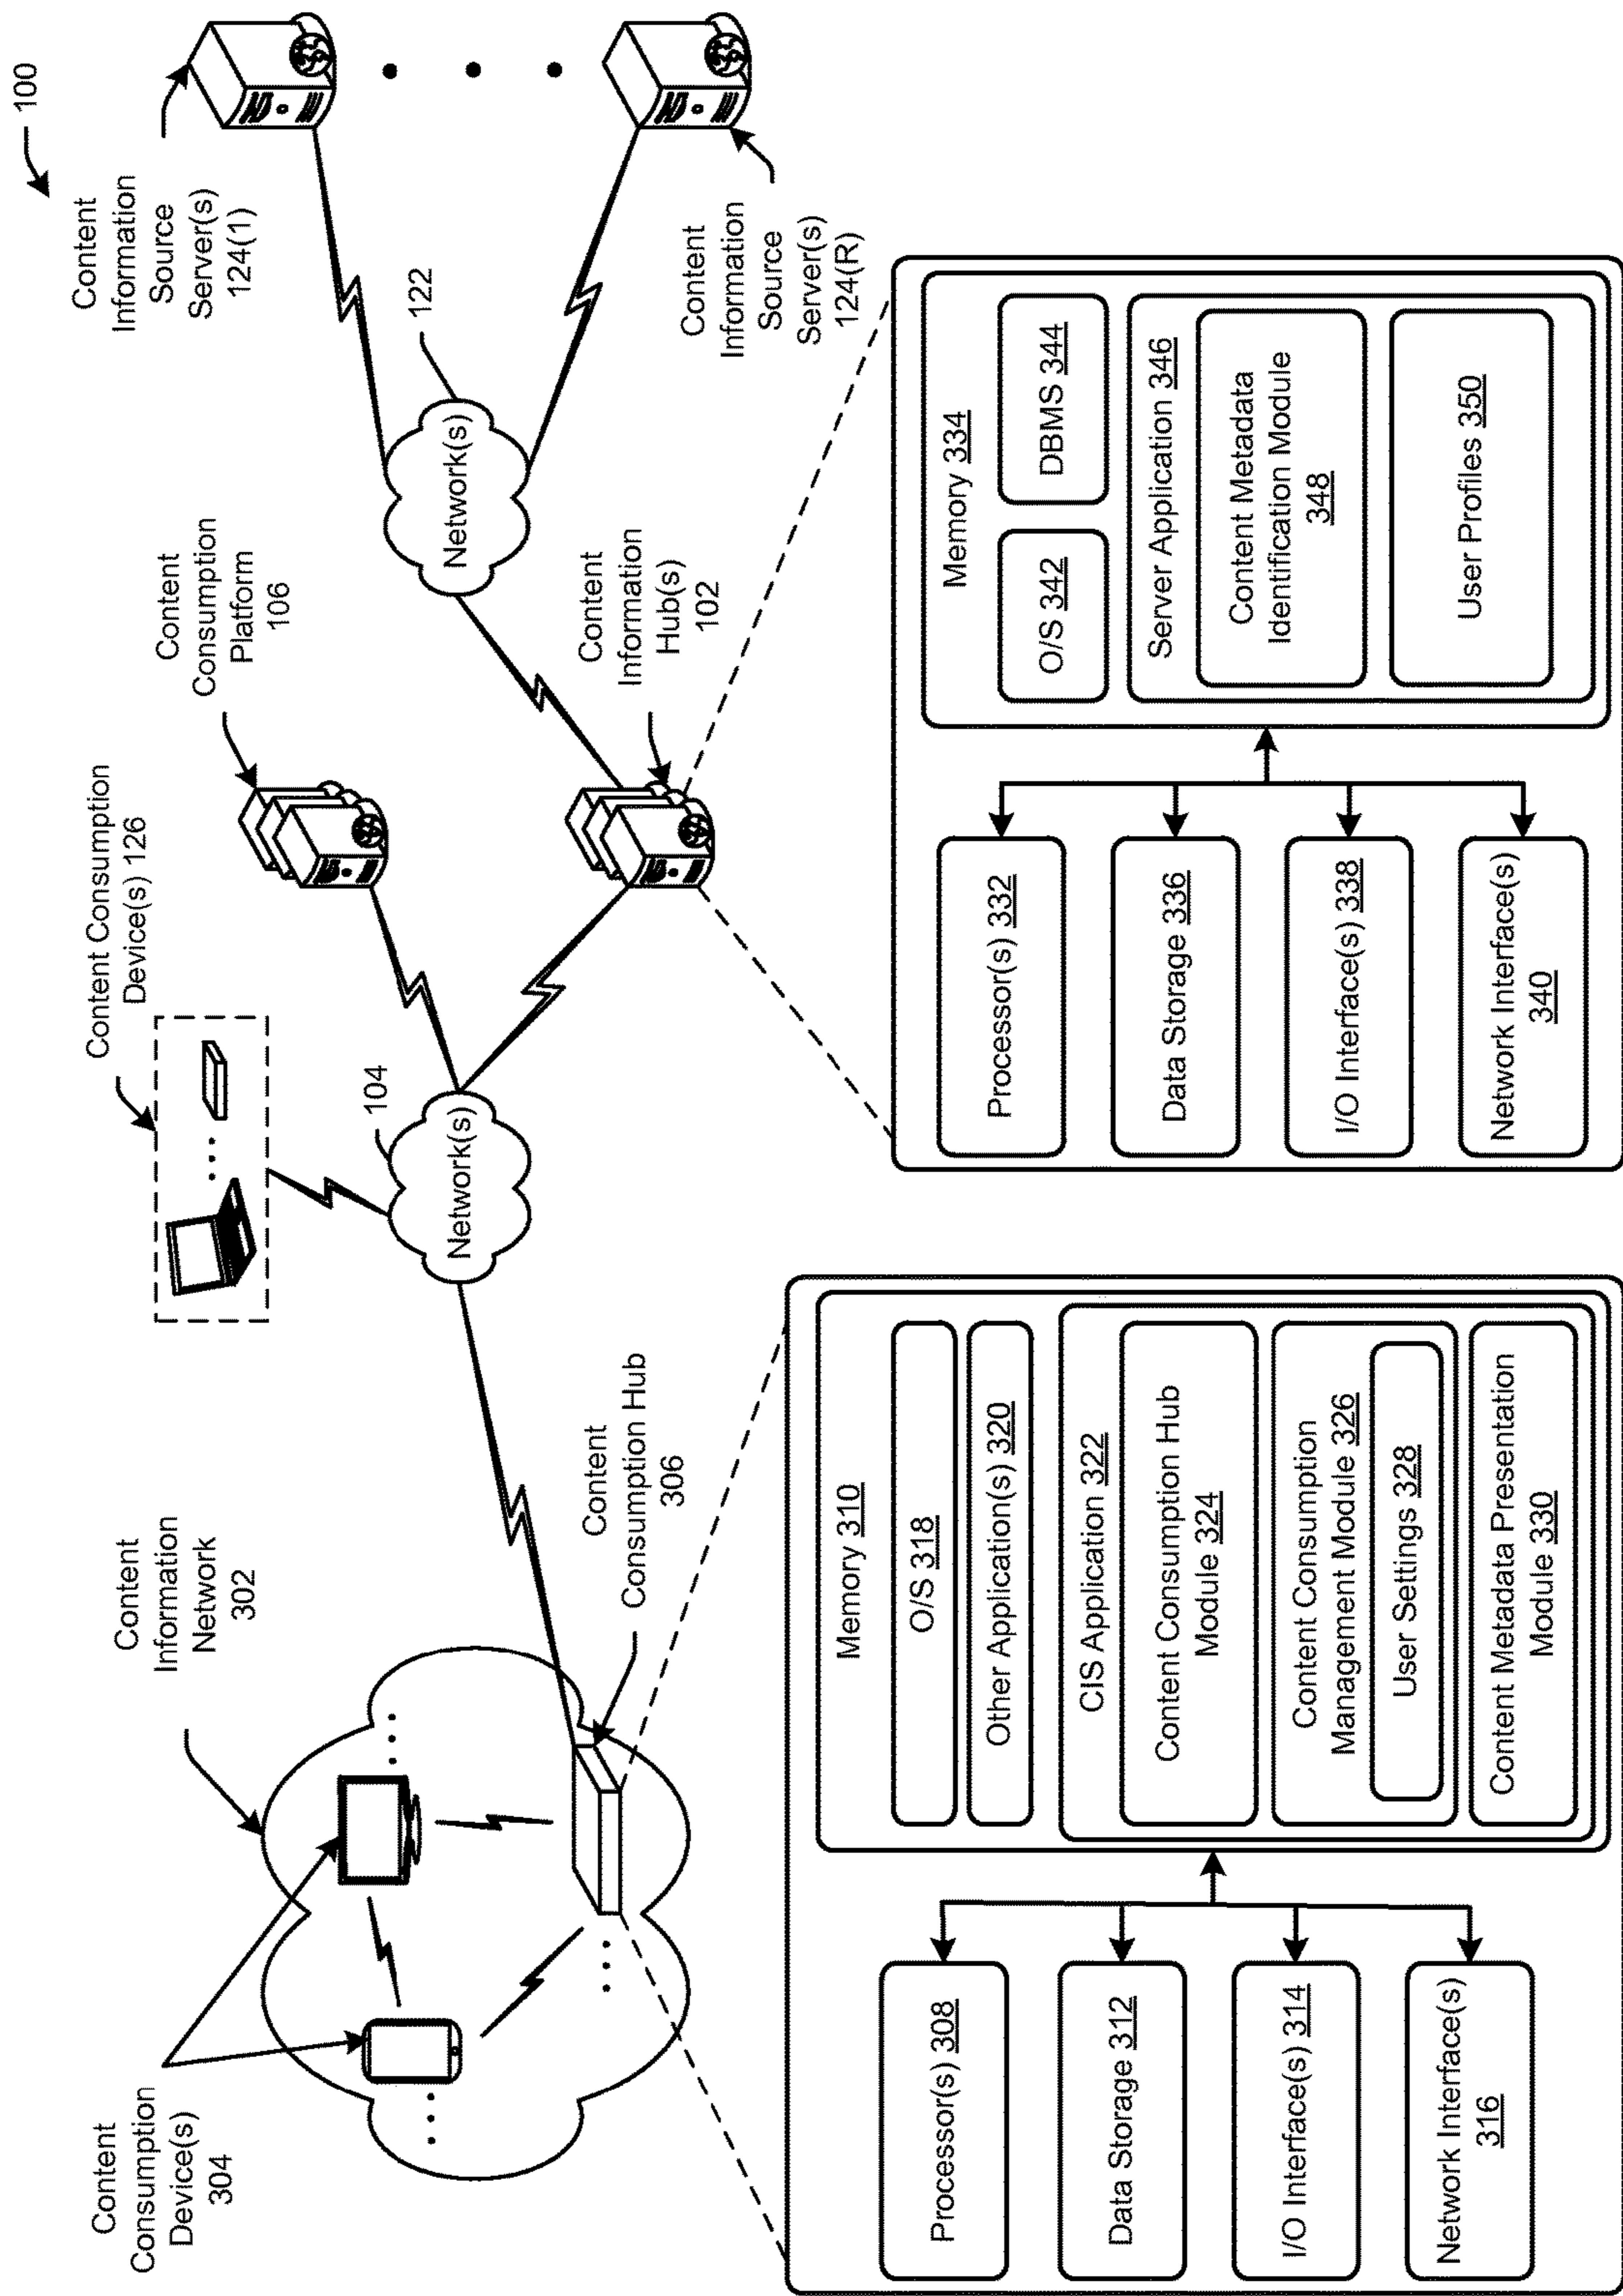 100
Content
Information
Source
Server(s)
124(1)
122
Network(s)
Content
Information
Source
Server(s)
124(R)
Content
Consumption
Platform
106
Content
Information
Hub(s)
102
Content Consumption
Device(s) 126
104
Network(s)
Content
Information
Network
302
Content
Consumption
Device(s)
304
Content
Consumption Hub
306
Processor(s) 308
Data Storage 312
I/O Interface(s) 314
Network Interface(s)
316
Memory 310
O/S 318
Other Application(s) 320
CIS Application 322
Content Consumption Hub
Module 324
Content Consumption
Management Module 326
User Settings 328
Content Metadata Presentation
Module 330
Processor(s) 332
Data Storage 336
I/O Interface(s) 338
Network Interface(s)
340
Memory 334
O/S 342
DBMS 344
Server Application 346
Content Metadata
Identification Module
348
User Profiles 350